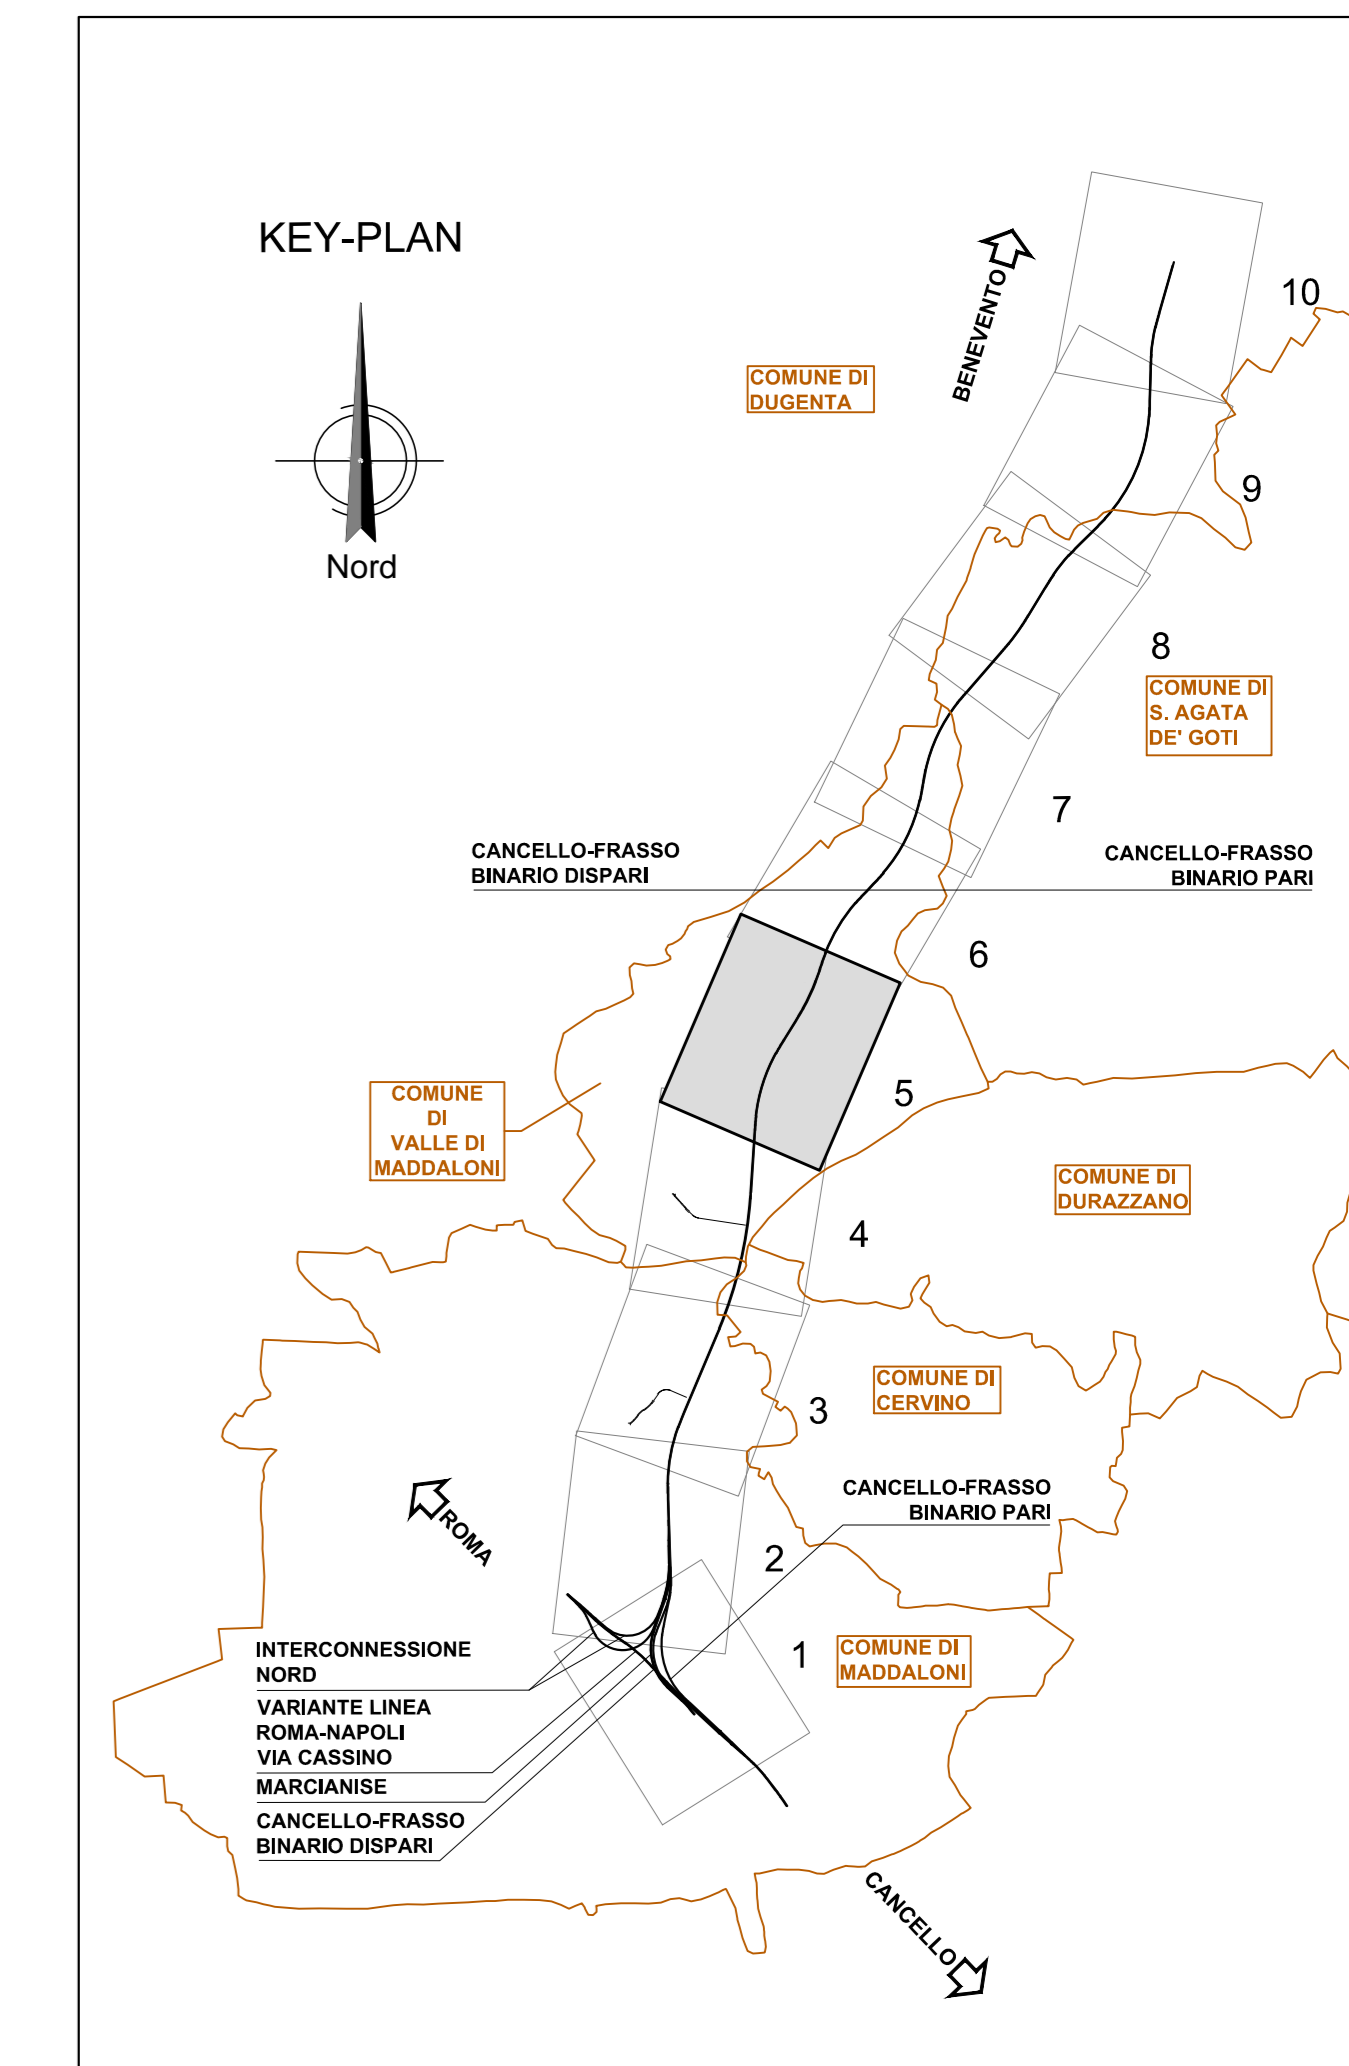 KEY-PLAN
Nord
BENEVENTO
10
COMUNE DI
DUGENTA
9
8
COMUNE DI
S. AGATA
DE' GOTI
7
CANCELLO-FRASSO
BINARIO DISPARI
CANCELLO-FRASSO
BINARIO PARI
6
5
COMUNE
DI
VALLE DI
MADDALONI
COMUNE DI
DURAZZANO
4
COMUNE DI
CERVINO
3
CANCELLO-FRASSO
BINARIO PARI
ROMA
2
1
COMUNE DI
MADDALONI
INTERCONNESSIONE
NORD
VARIANTE LINEA
ROMA-NAPOLI
VIA CASSINO
MARCIANISE
CANCELLO-FRASSO
BINARIO DISPARI
CANCELLO